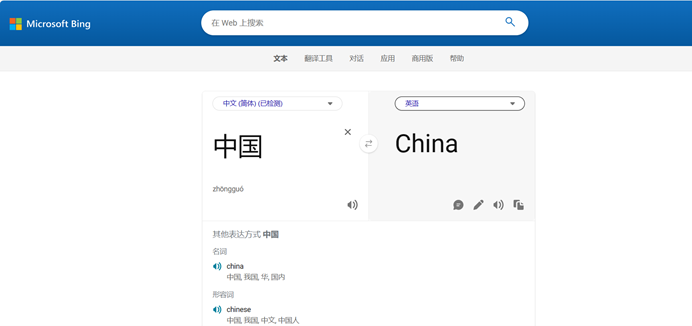 Microsoft Bing
在 Web 上搜索
文本 翻译工具 对话 应用 商用版 帮助
中文 (简体) (已检测) 英语
中国 China
zhōngguó
其他表达方式 中国
名词
china
中国, 我国, 华, 国内
形容词
chinese
中国, 我国, 中文, 中国人